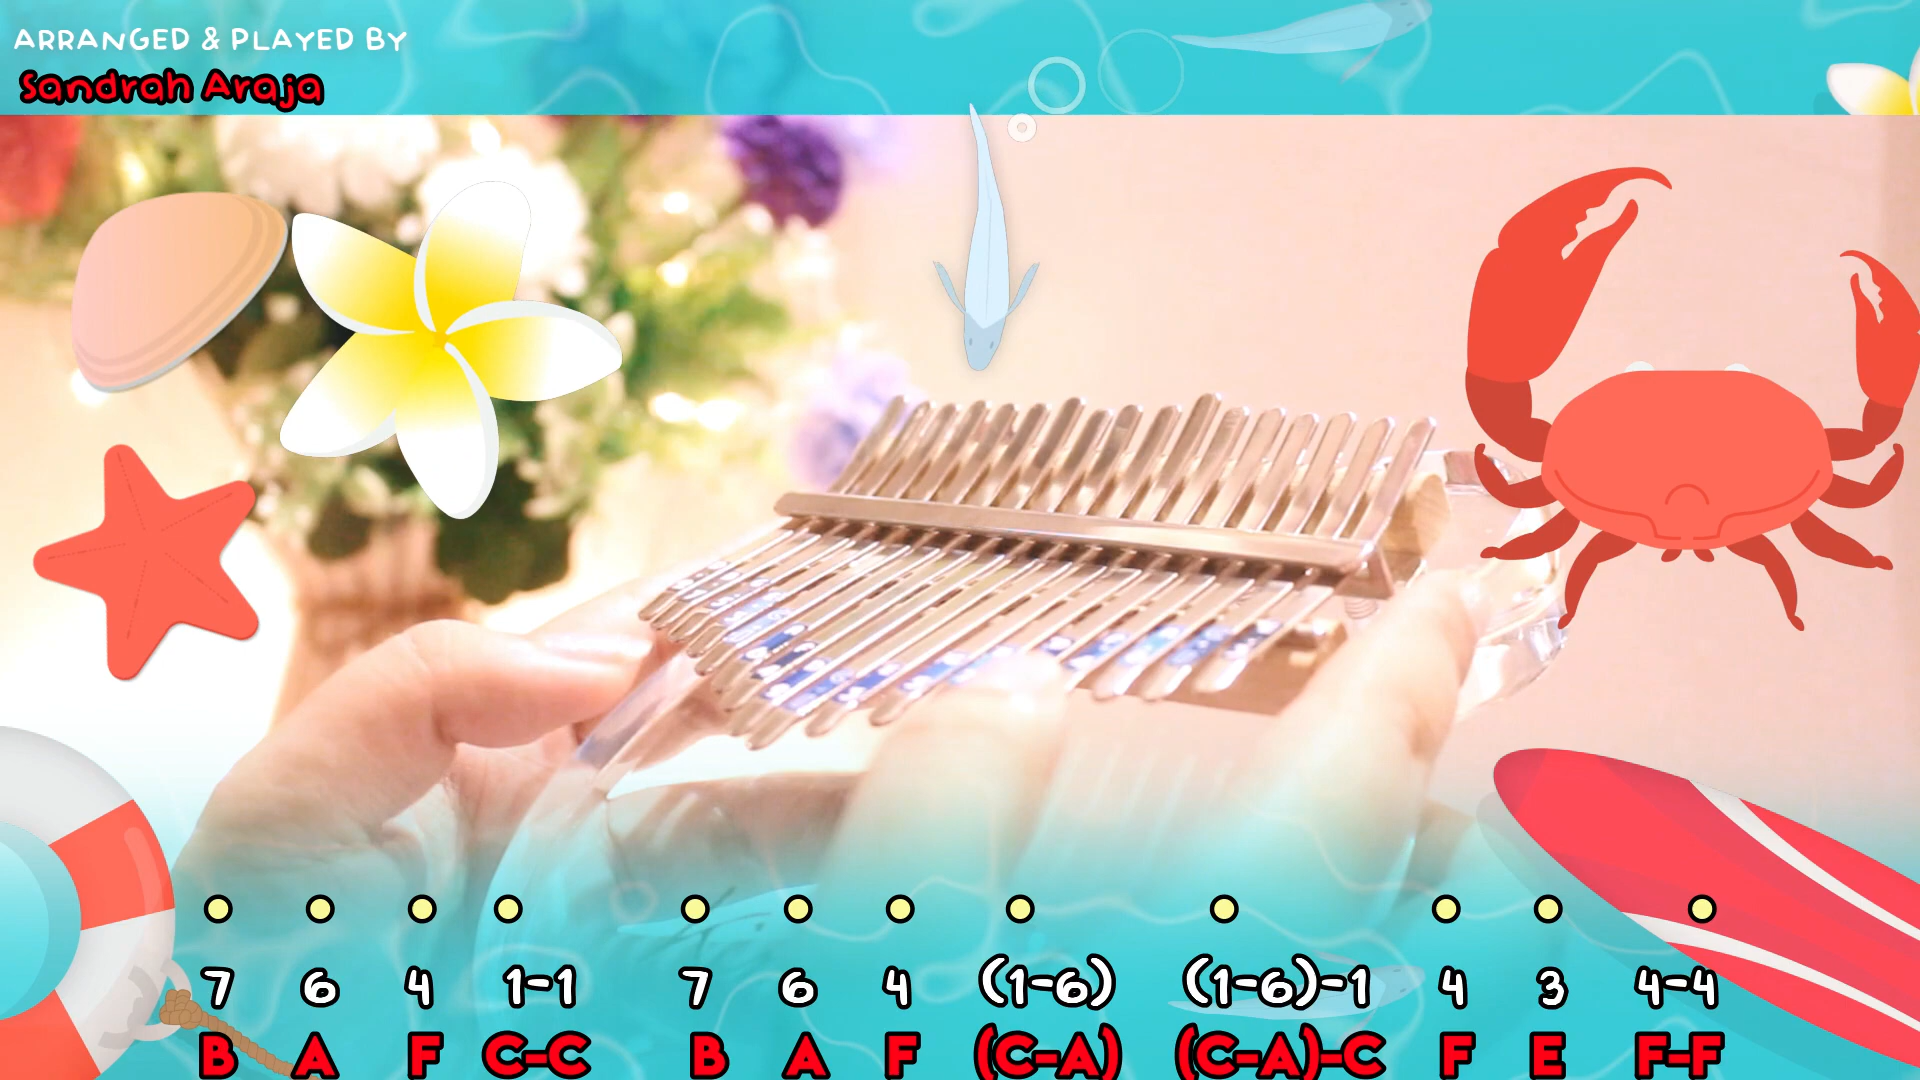 ARRANGED & PLAYED BY
Sandrah Araja
7 6 4 1-1 7 6 4 (1-6) (1-6)-1 4 3 4-4
B A F C-C B A F (C-A) (C-A)-C F E F-F